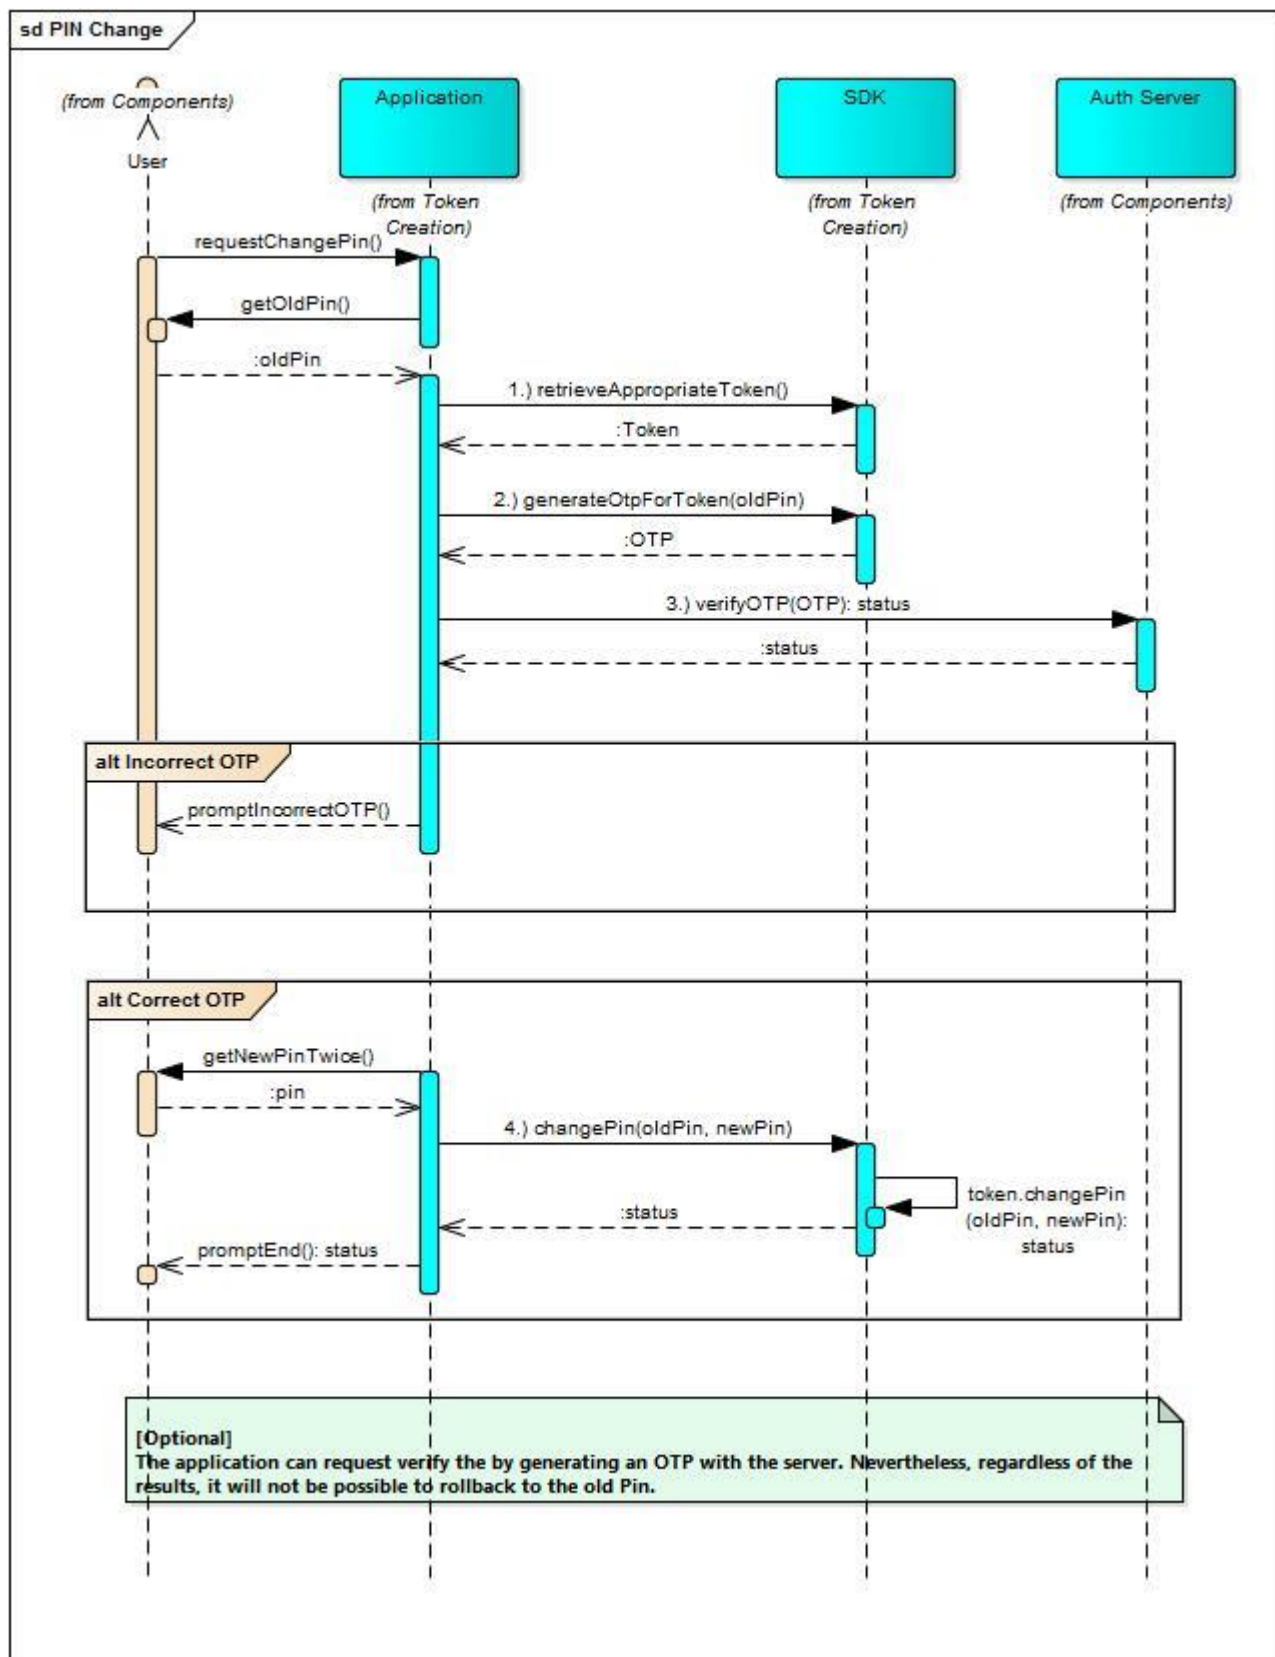 sd PIN Change
(from Components)
User
Application
(from Token
Creation)
SDK
(from Token
Creation)
Auth Server
(from Components)
requestChangePin()
getOldPin()
:oldPin
1.) retrieveAppropriateToken()
:Token
2.) generateOtpForToken(oldPin)
:OTP
3.) verifyOTP(OTP): status
:status
alt Incorrect OTP
promptIncorrectOTP()
alt Correct OTP
getNewPinTwice()
:pin
4.) changePin(oldPin, newPin)
token.changePin
(oldPin, newPin):
status
:status
promptEnd(): status
[Optional]
The application can request verify the by generating an OTP with the server. Nevertheless, regardless of the
results, it will not be possible to rollback to the old Pin.